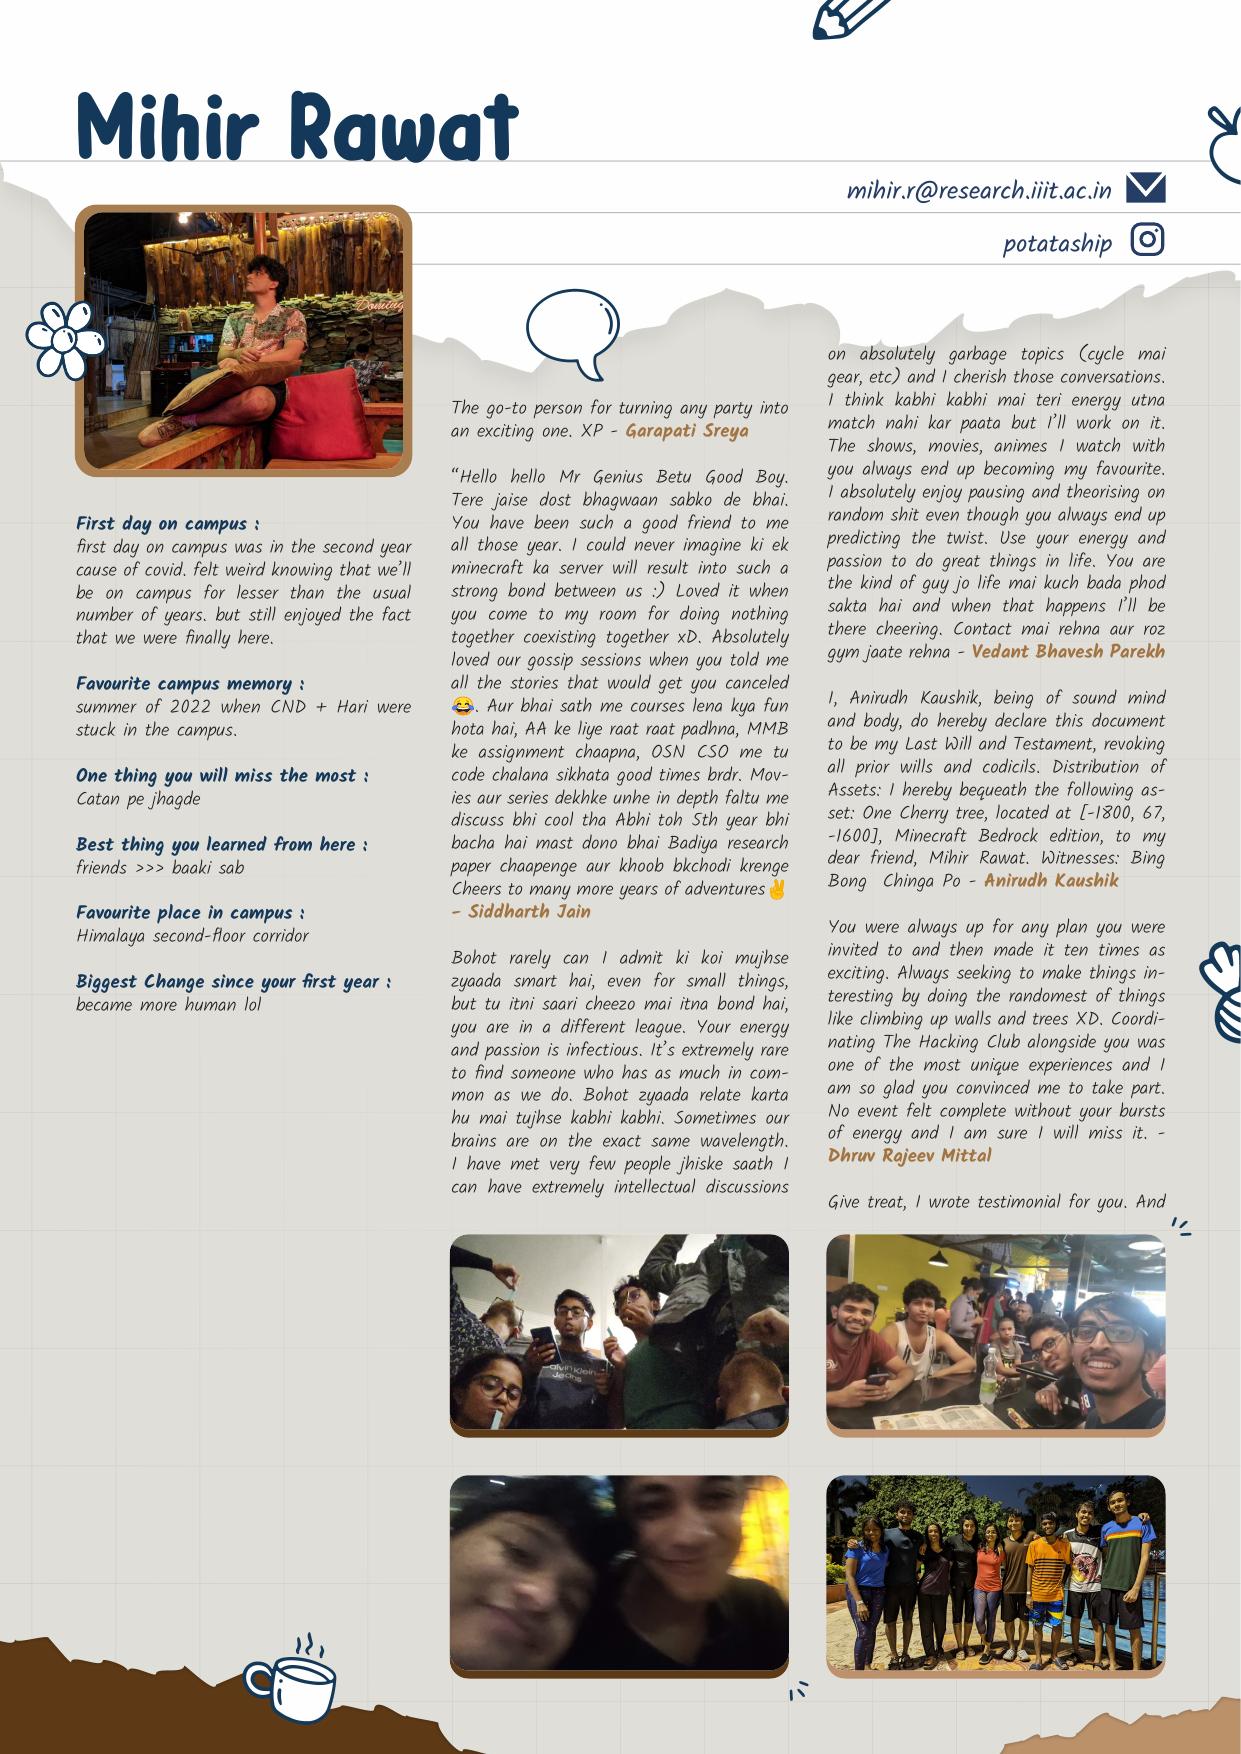 Mihir Rawat
mihir.r@research.iiit.ac.in
potataship
First day on campus :
first day on campus was in the second year
cause of covid. felt weird knowing that we’ll
be on campus for lesser than the usual
number of years. but still enjoyed the fact
that we were finally here.
Favourite campus memory :
summer of 2022 when CND + Hari were
stuck in the campus.
One thing you will miss the most :
Catan pe jhagde
Best thing you learned from here :
friends >>> baaki sab
Favourite place in campus :
Himalaya second-floor corridor
Biggest Change since your first year :
became more human lol
The go-to person for turning any party into
an exciting one. XP - Garapati Sreya
“Hello hello Mr Genius Betu Good Boy.
Tere jaise dost bhagwaan sabko de bhai.
You have been such a good friend to me
all those year. I could never imagine ki ek
minecraft ka server will result into such a
strong bond between us :) Loved it when
you come to my room for doing nothing
together coexisting together xD. Absolutely
loved our gossip sessions when you told me
all the stories that would get you canceled
😂. Aur bhai sath me courses lena kya fun
hota hai, AA ke liye raat raat padhna, MMB
ke assignment chaapna, OSN CSO me tu
code chalana sikhata good times brdr. Mov-
ies aur series dekhke unhe in depth faltu me
discuss bhi cool tha Abhi toh 5th year bhi
bacha hai mast dono bhai Badiya research
paper chaapenge aur khoob bkchodi krenge
Cheers to many more years of adventures✌
- Siddharth Jain
Bohot rarely can I admit ki koi mujhse
zyaada smart hai, even for small things,
but tu itni saari cheezo mai itna bond hai,
you are in a different league. Your energy
and passion is infectious. It’s extremely rare
to find someone who has as much in com-
mon as we do. Bohot zyaada relate karta
hu mai tujhse kabhi kabhi. Sometimes our
brains are on the exact same wavelength.
I have met very few people jhiske saath I
can have extremely intellectual discussions
on absolutely garbage topics (cycle mai
gear, etc) and I cherish those conversations.
I think kabhi kabhi mai teri energy utna
match nahi kar paata but I’ll work on it.
The shows, movies, animes I watch with
you always end up becoming my favourite.
I absolutely enjoy pausing and theorising on
random shit even though you always end up
predicting the twist. Use your energy and
passion to do great things in life. You are
the kind of guy jo life mai kuch bada phod
sakta hai and when that happens I’ll be
there cheering. Contact mai rehna aur roz
gym jaate rehna - Vedant Bhavesh Parekh
I, Anirudh Kaushik, being of sound mind
and body, do hereby declare this document
to be my Last Will and Testament, revoking
all prior wills and codicils. Distribution of
Assets: I hereby bequeath the following as-
set: One Cherry tree, located at [-1800, 67,
-1600], Minecraft Bedrock edition, to my
dear friend, Mihir Rawat. Witnesses: Bing
Bong Chinga Po - Anirudh Kaushik
You were always up for any plan you were
invited to and then made it ten times as
exciting. Always seeking to make things in-
teresting by doing the randomest of things
like climbing up walls and trees XD. Coordi-
nating The Hacking Club alongside you was
one of the most unique experiences and I
am so glad you convinced me to take part.
No event felt complete without your bursts
of energy and I am sure I will miss it. -
Dhruv Rajeev Mittal
Give treat, I wrote testimonial for you. And
Calvin Klein
Jeans